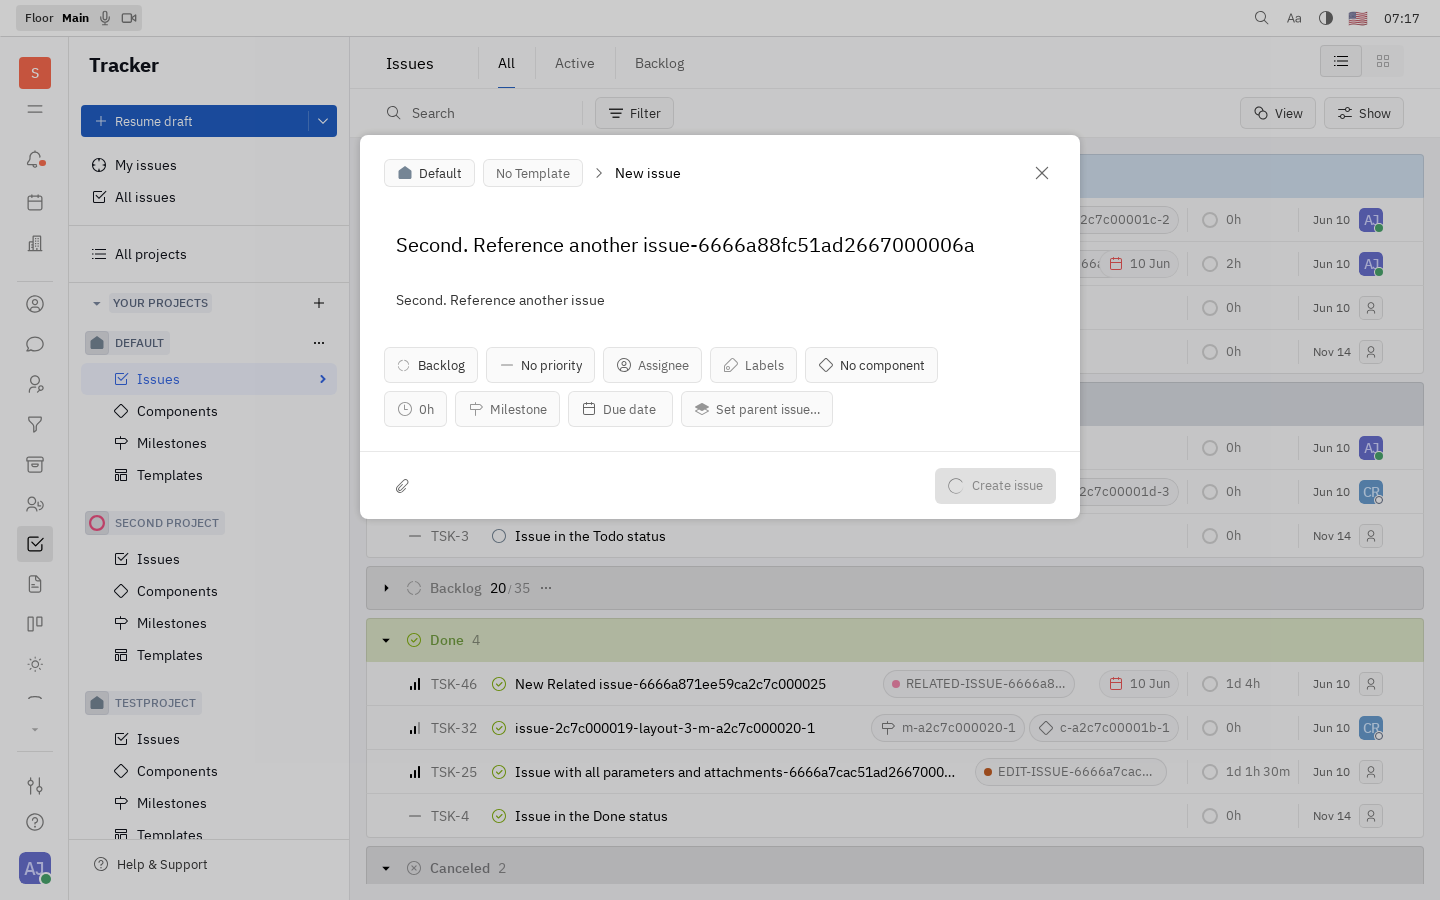 Floor Main
Aa
07:17
S
Tracker
Resume draft
My issues
All issues
All projects
YOUR PROJECTS
DEFAULT
Issues
Components
Milestones
Templates
SECOND PROJECT
Issues
Components
Milestones
Templates
TESTPROJECT
Issues
Components
Milestones
Templates
Help & Support
AJ
Issues All Active Backlog
Search Filter View Show
Default No Template New issue
Second. Reference another issue-6666a88fc51ad2667000006a
Second. Reference another issue
Backlog No priority Assignee Labels No component
0h Milestone Due date Set parent issue...
Create issue
2c7c00001c-2 0h Jun 10 AJ
10 Jun 2h Jun 10 AJ
0h Jun 10
0h Nov 14
0h Jun 10 AJ
2c7c00001d-3 0h Jun 10 CR
TSK-3 Issue in the Todo status 0h Nov 14
Backlog 20/35
Done 4
TSK-46 New Related issue-6666a871ee59ca2c7c000025 RELATED-ISSUE-6666a8... 10 Jun 1d 4h Jun 10
TSK-32 issue-2c7c000019-layout-3-m-a2c7c000020-1 m-a2c7c000020-1 c-a2c7c00001b-1 0h Jun 10 CR
TSK-25 Issue with all parameters and attachments-6666a7cac51ad2667000... EDIT-ISSUE-6666a7cac... 1d 1h 30m Jun 10
TSK-4 Issue in the Done status 0h Nov 14
Canceled 2